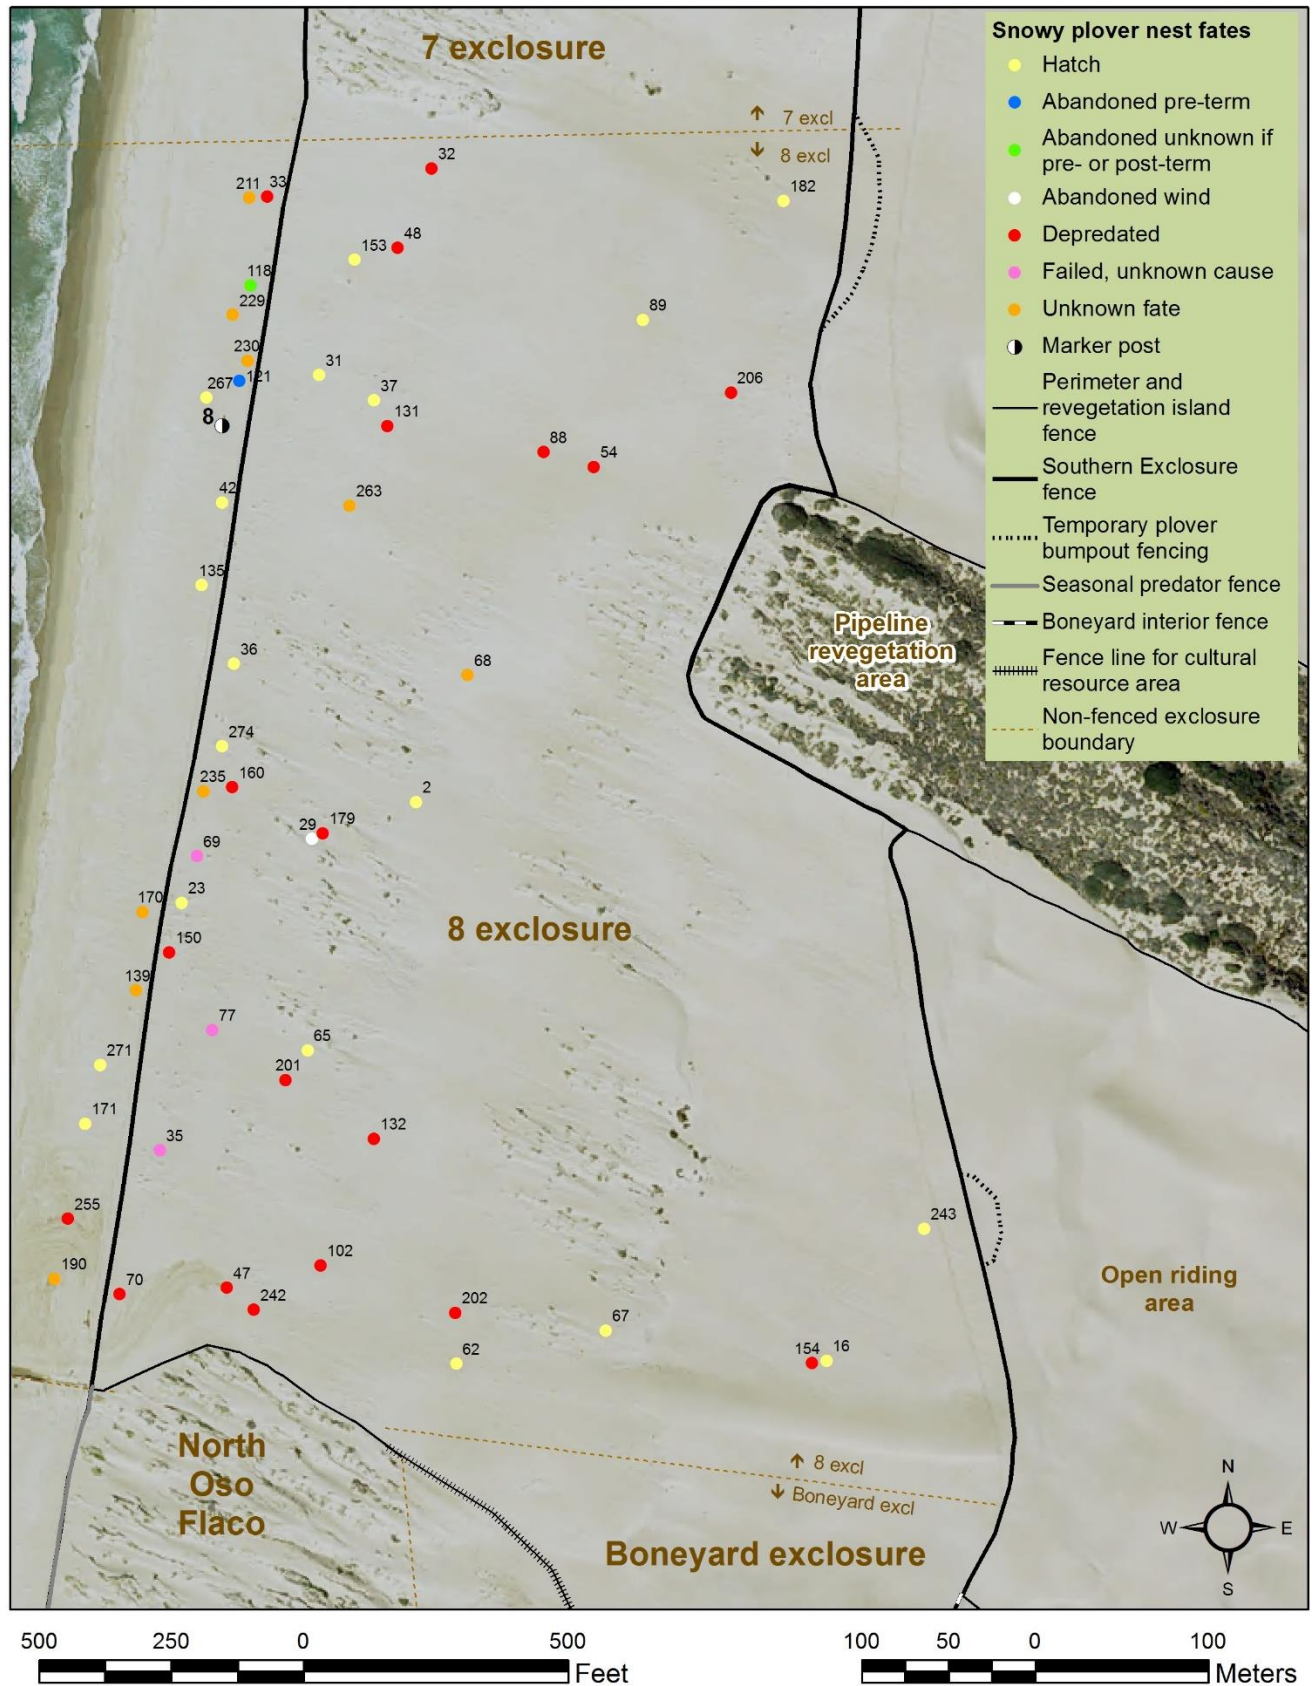 7 exclosure
Snowy plover nest fates
Hatch
Abandoned pre-term
Abandoned unknown if
pre- or post-term
Abandoned wind
Depredated
Failed, unknown cause
Unknown fate
Marker post
Perimeter and
revegetation island
fence
Southern Exclosure
fence
Temporary plover
bumpout fencing
Seasonal predator fence
Boneyard interior fence
Fence line for cultural
resource area
Non-fenced exclosure
boundary
7 excl
8 excl
32
211
33
182
48
153
118
229
89
230
31
121
267
37
206
8
131
88
54
42
263
135
Pipeline
revegetation
area
36
68
274
235
160
2
29
179
69
23
170
8 exclosure
150
139
77
65
271
201
171
132
35
255
243
102
190
70
47
242
202
67
Open riding
area
62
154
16
North
Oso
Flaco
8 excl
Boneyard excl
Boneyard exclosure
N
W
E
S
500
250
0
500
Feet
100
50
0
100
Meters